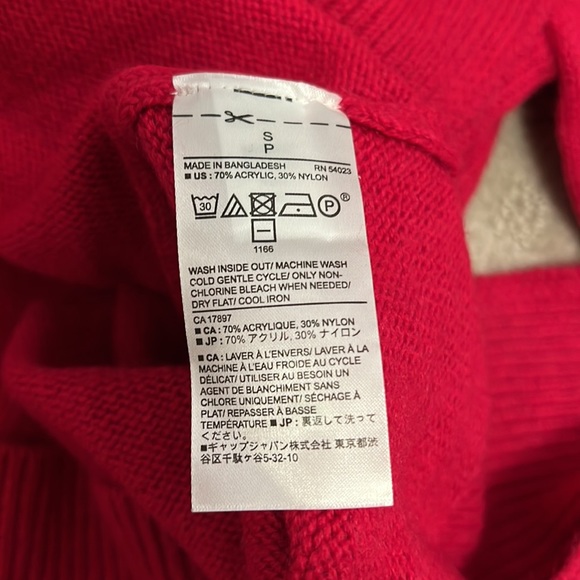 S
P
MADE IN BANGLADESH RN 54023
■ US : 70% ACRYLIC, 30% NYLON
30 P ®
1166
WASH INSIDE OUT/ MACHINE WASH
COLD GENTLE CYCLE/ ONLY NON-
CHLORINE BLEACH WHEN NEEDED/
DRY FLAT/ COOL IRON
CA 17897
■ CA : 70% ACRYLIQUE, 30% NYLON
■ JP : 70% アクリル, 30% ナイロン
■ CA : LAVER À L'ENVERS/ LAVER À LA
MACHINE À L'EAU FROIDE AU CYCLE
DÉLICAT/ UTILISER AU BESOIN UN
AGENT DE BLANCHIMENT SANS
CHLORE UNIQUEMENT/ SÉCHAGE À
PLAT/ REPASSER À BASSE
TEMPÉRATURE ■ JP : 裏返して洗って
ください。
■ギャップジャパン株式会社 東京都渋
谷区千駄ヶ谷5-32-10